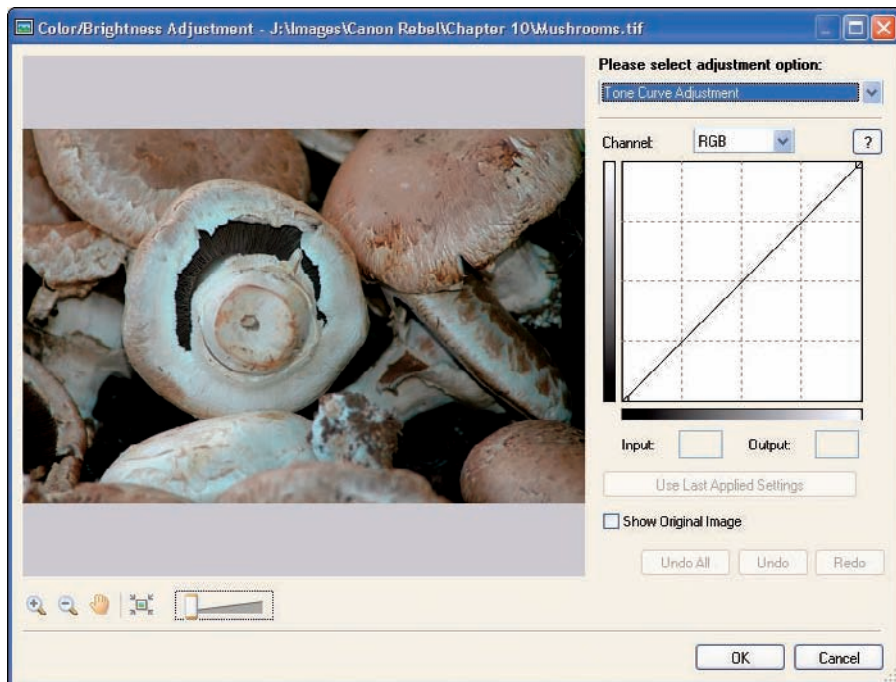 Color/Brightness Adjustment - J:\Images\Canon Rebel\Chapter 10\Mushrooms.tif
Please select adjustment option:
Tone Curve Adjustment
Channel:
RGB
?
Input:
Output:
Use Last Applied Settings
Show Original Image
Undo All
Undo
Redo
OK
Cancel